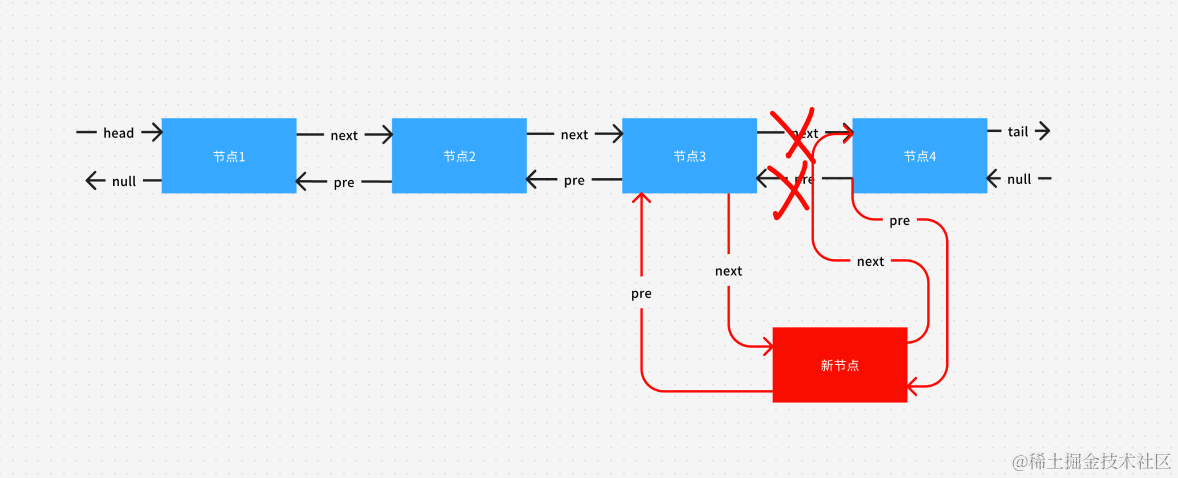 head
节点1
next
pre
null
节点2
next
pre
节点3
next
pre
节点4
tail
null
pre
next
next
pre
新节点
@稀土掘金技术社区